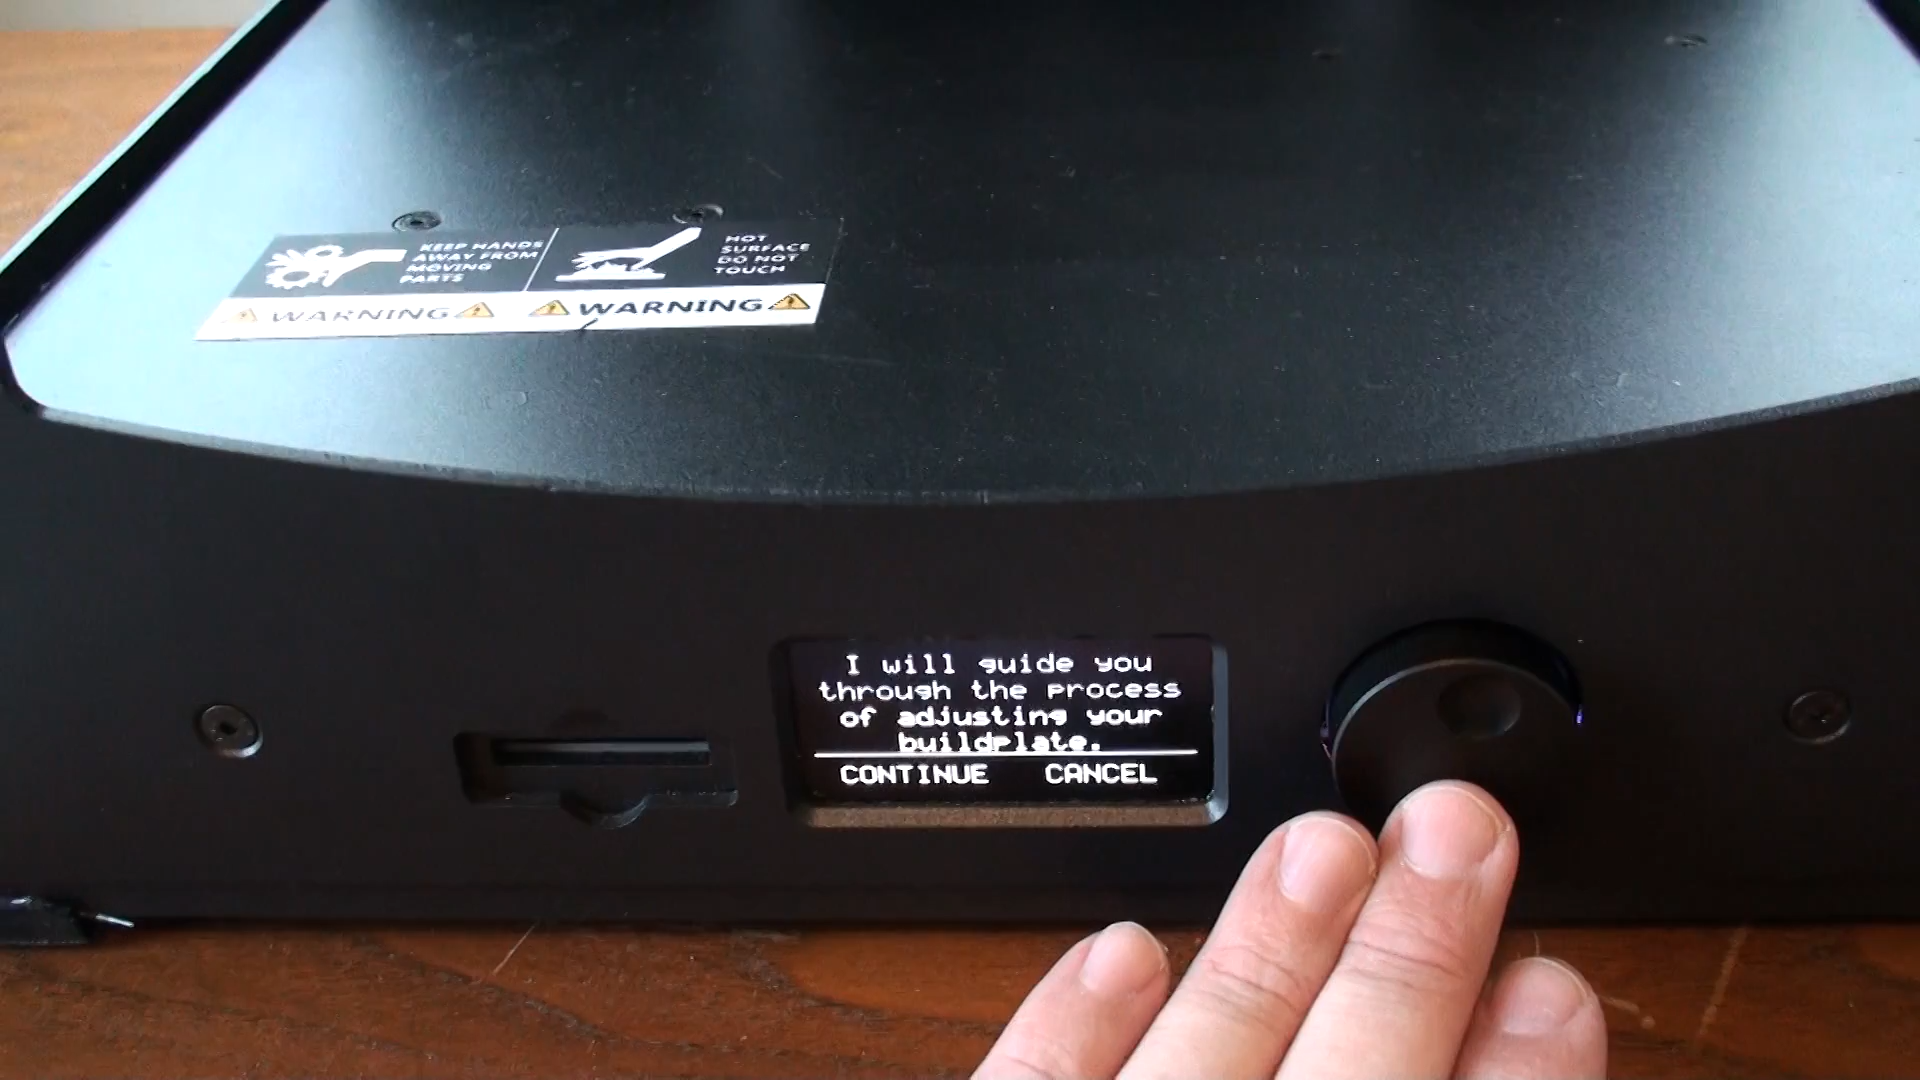 KEEP HANDS
AWAY FROM
MOVING
PARTS
HOT
SURFACE
DO NOT
TOUCH
WARNING
WARNING
I will guide you
through the process
of adjusting your
buildplate.
CONTINUE CANCEL